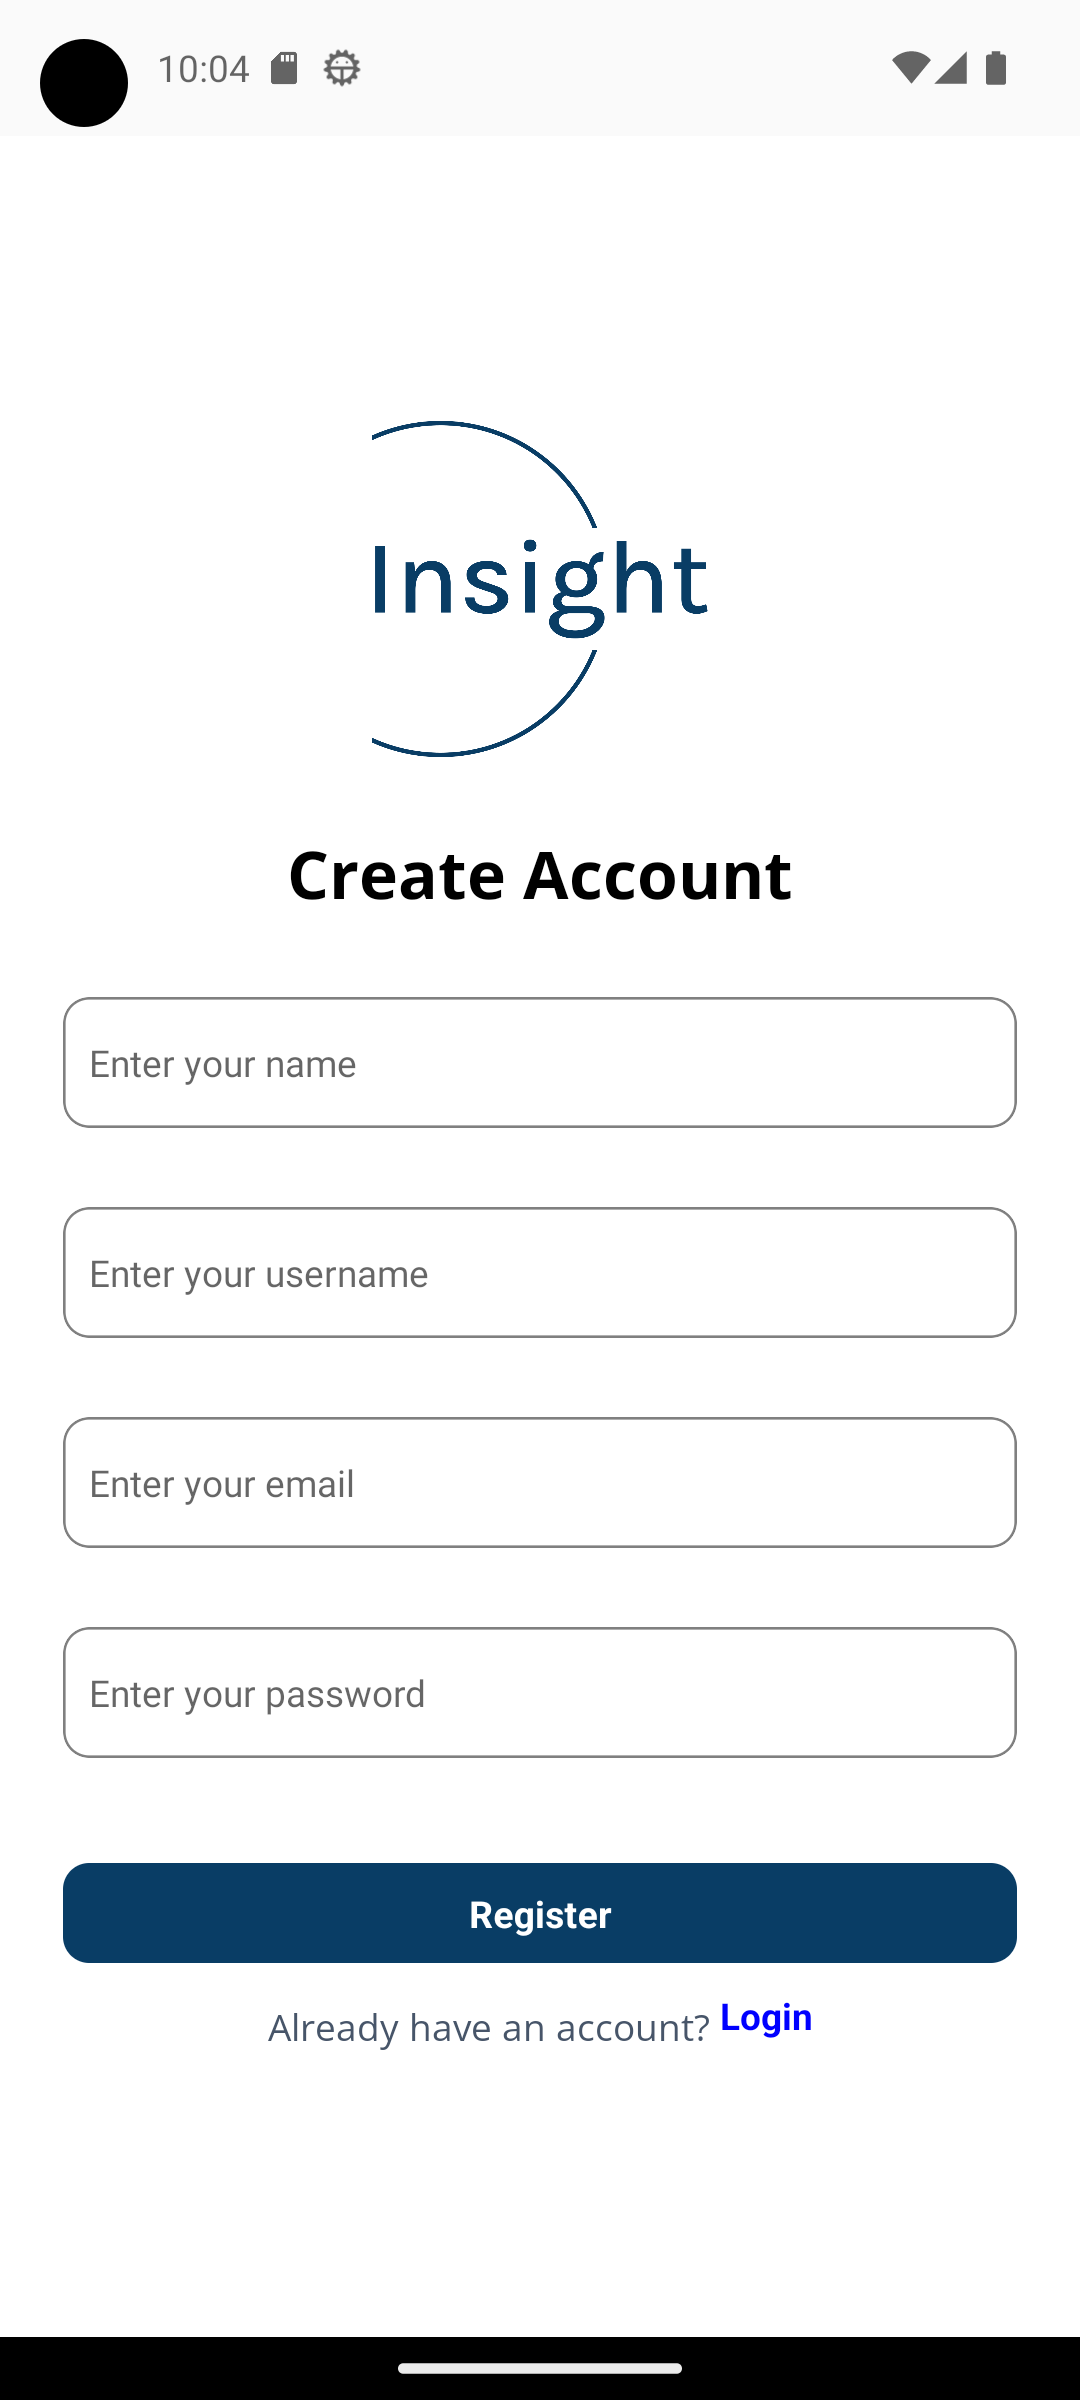 10:04
Insight
Create Account
Enter your name
Enter your username
Enter your email
Enter your password
Register
Already have an account? Login